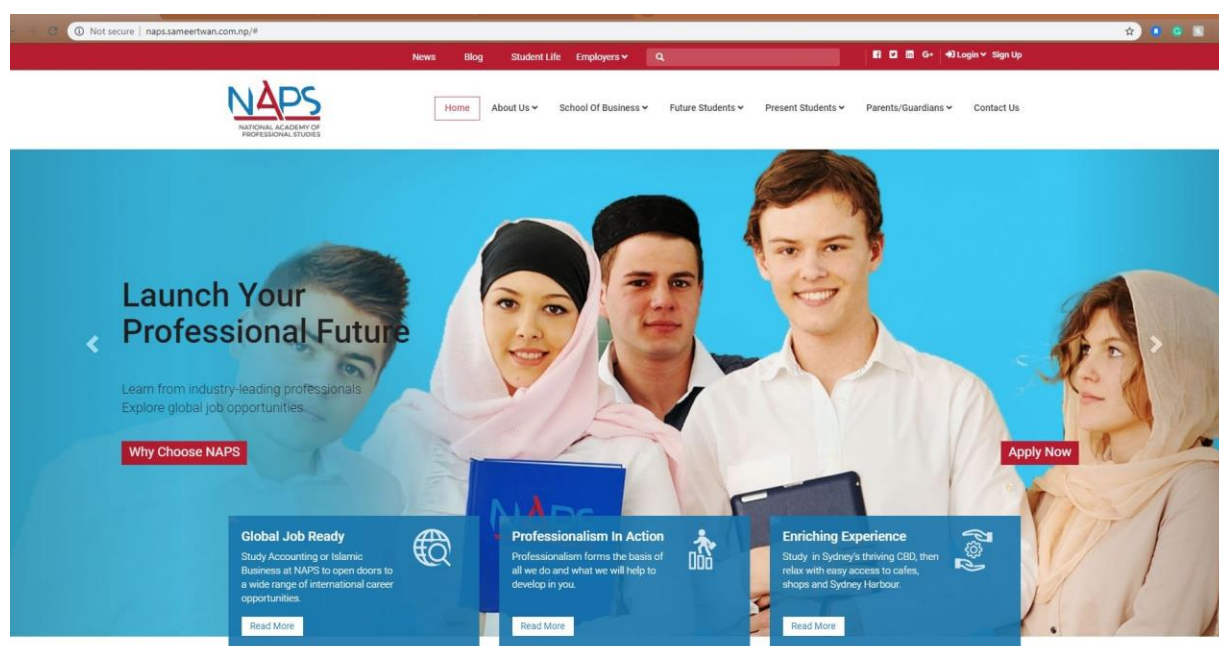 Not secure | naps.sameertwan.com.np/#
News Blog Student Life Employers Login Sign Up
NAPS
NATIONAL ACADEMY OF
PROFESSIONAL STUDIES
Home About Us School Of Business Future Students Present Students Parents/Guardians Contact Us
Launch Your
Professional Future
Learn from industry-leading professionals
Explore global job opportunities
Why Choose NAPS
Apply Now
NAPS
Global Job Ready
Study Accounting or Islamic
Business at NAPS to open doors to
a wide range of international career
opportunities.
Read More
Professionalism In Action
Professionalism forms the basis of
all we do and what we will help to
develop in you.
Read More
Enriching Experience
Study in Sydney's thriving CBD, then
relax with easy access to cafes,
shops and Sydney Harbour.
Read More